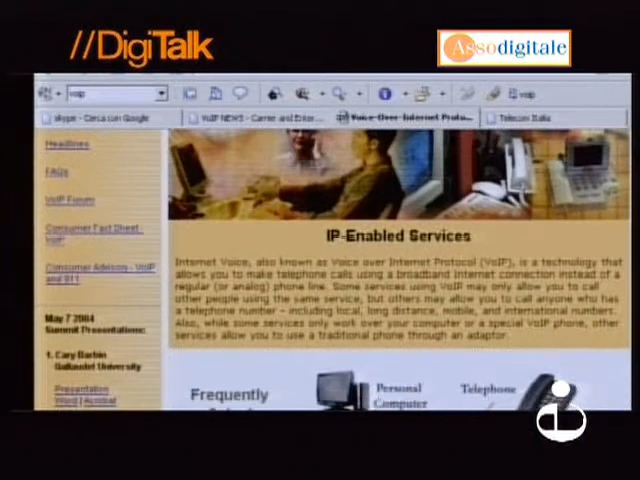 //DigiTalk
Assodigitale
voip
voip
skype - Cerca con Google
VoIP NEWS - Carrier and Enter...
Voice-Over-Internet Proto...
Telecom Italia
Headlines
FAQs
VoIP Forum
Consumer Fact Sheet -
VoIP
Consumer Advisory - VoIP
and 911
May 7 2004
Summit Presentations:
1. Cary Barbin
Gallaudet University
Presentation
Word | Acrobat
IP-Enabled Services
Internet Voice, also known as Voice over Internet Protocol (VoIP), is a technology that
allows you to make telephone calls using a broadband Internet connection instead of a
regular (or analog) phone line. Some services using VoIP may only allow you to call
other people using the same service, but others may allow you to call anyone who has
a telephone number - including local, long distance, mobile, and international numbers.
Also, while some services only work over your computer or a special VoIP phone, other
services allow you to use a traditional phone through an adaptor.
Frequently
Personal
Computer
Telephone